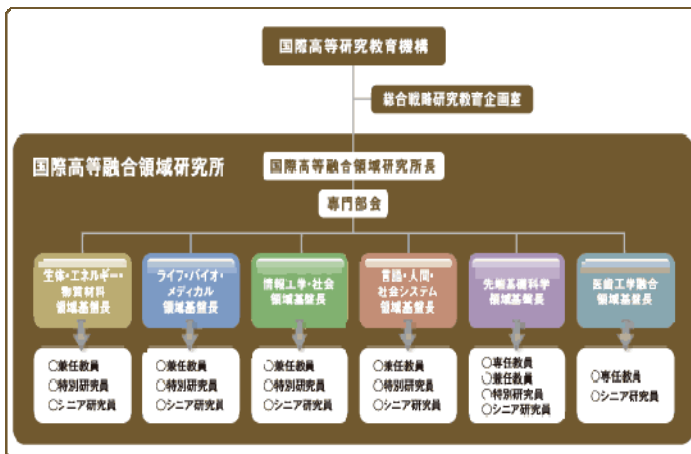 国際高等研究教育機構
総合戦略研究教育企画室
国際高等融合領域研究所
国際高等融合領域研究所長
専門部会
生体・エネルギー・
物質材料
領域基盤長
ライフ・バイオ・
メディカル
領域基盤長
情報工学・社会
領域基盤長
言語・人間・
社会システム
領域基盤長
先端基礎科学
領域基盤長
医歯工学融合
領域基盤長
○兼任教員
○特別研究員
○シニア研究員
○兼任教員
○特別研究員
○シニア研究員
○兼任教員
○特別研究員
○シニア研究員
○兼任教員
○特別研究員
○シニア研究員
○専任教員
○兼任教員
○特別研究員
○シニア研究員
○専任教員
○シニア研究員